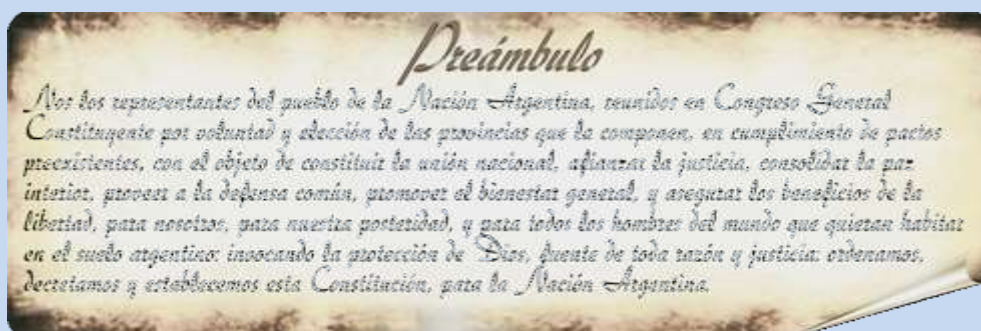 Preámbulo
Nos los representantes del pueblo de la Nación Argentina, reunidos en Congreso General
Constituyente por voluntad y elección de las provincias que la componen, en cumplimiento de pactos
preexistentes, con el objeto de constituir la unión nacional, afianzar la justicia, consolidar la paz
interior, proveer a la defensa común, promover el bienestar general, y asegurar los beneficios de la
libertad, para nosotros, para nuestra posteridad, y para todos los hombres del mundo que quieran habitar
en el suelo argentino: invocando la protección de Dios, fuente de toda razón y justicia: ordenamos,
decretamos y establecemos esta Constitución, para la Nación Argentina.